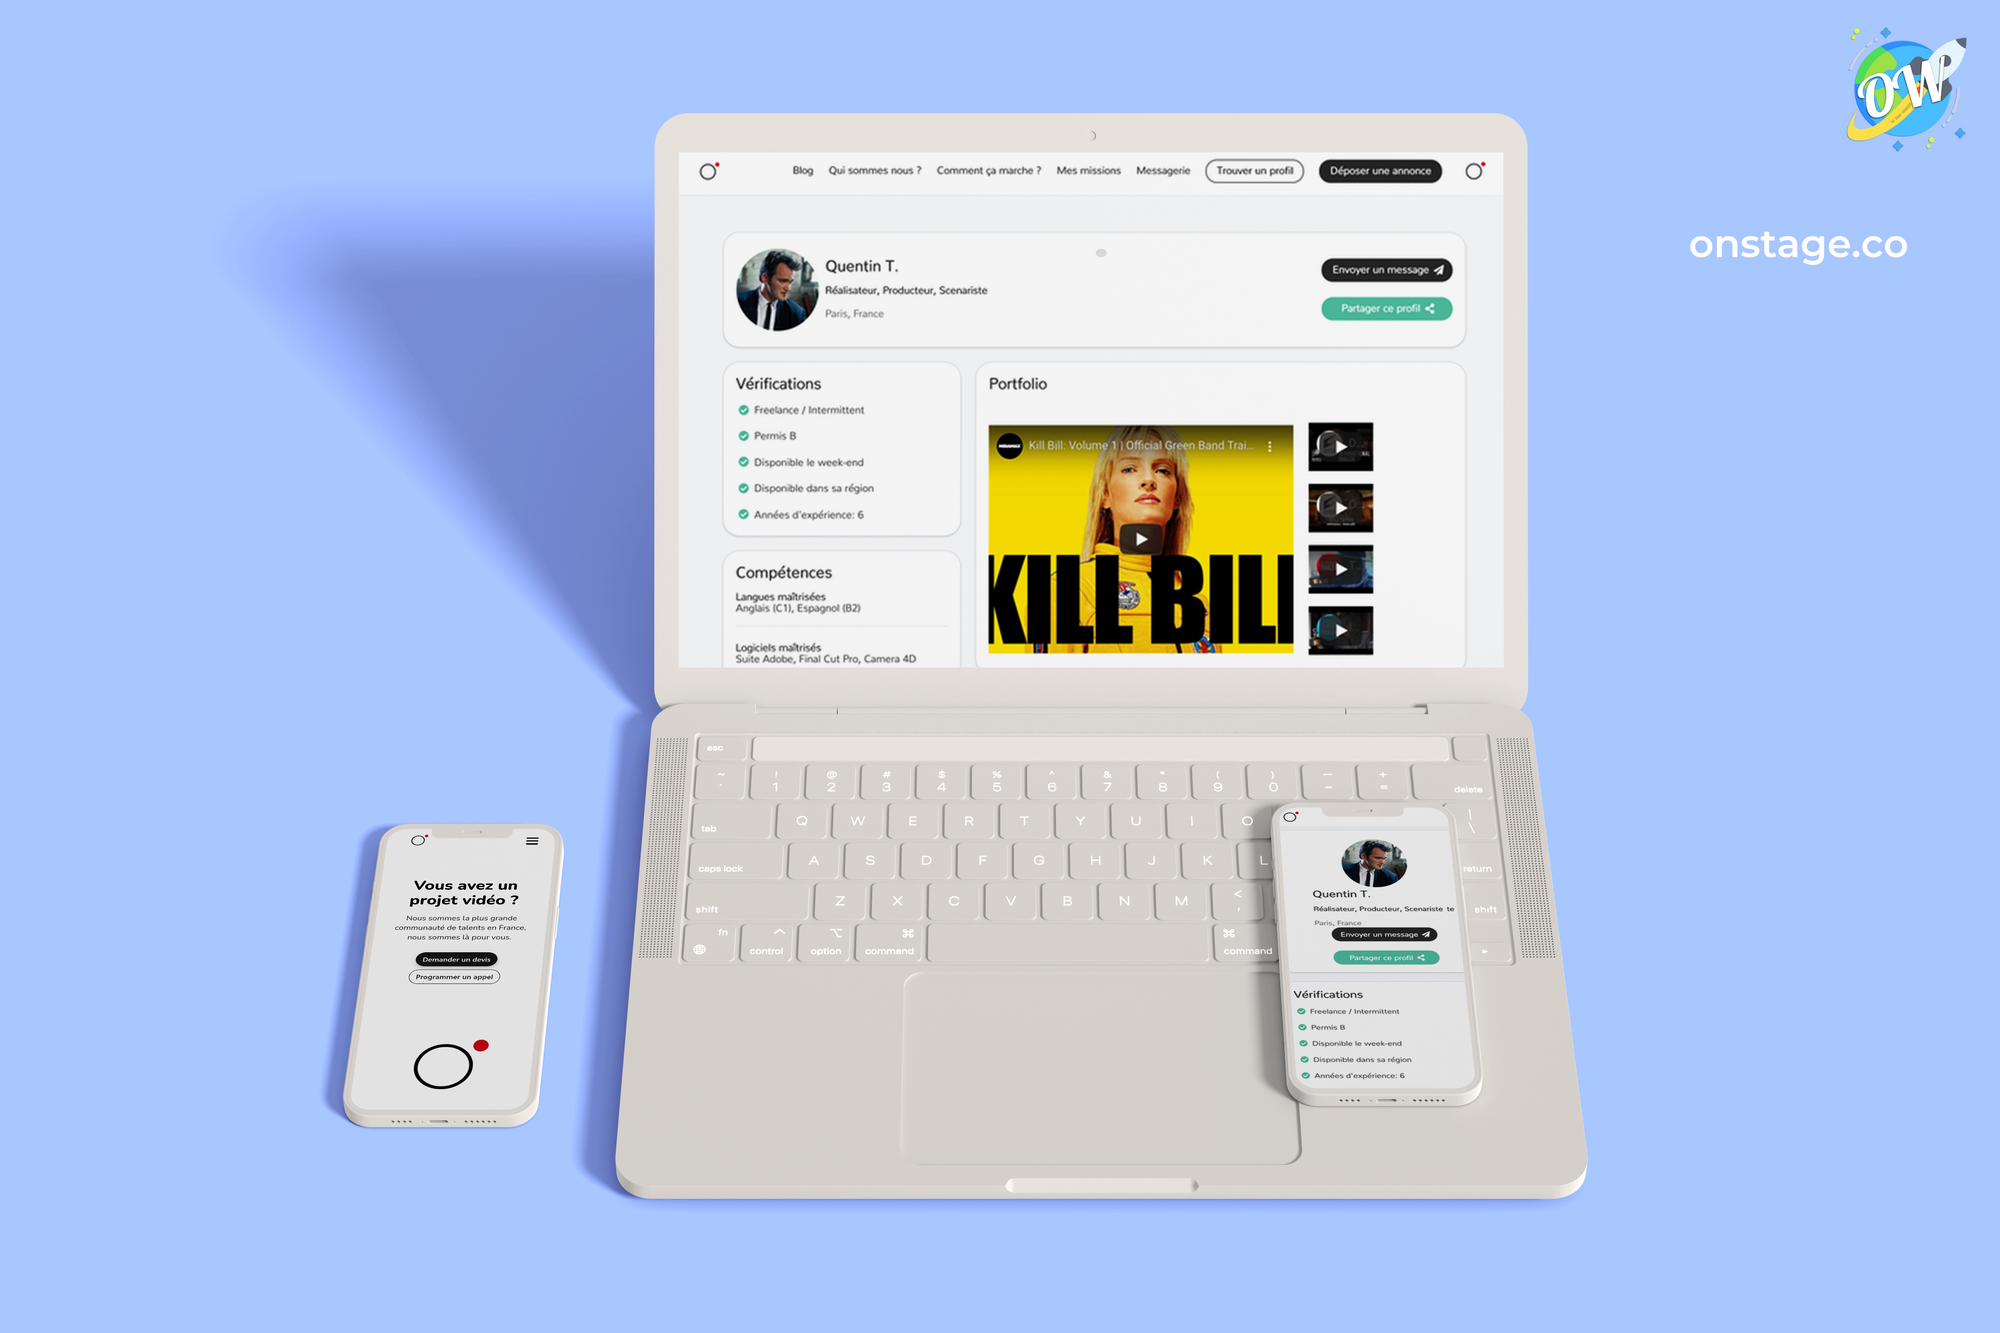 OW
onstage.co
Blog Qui sommes nous ? Comment ça marche ? Mes missions Messagerie Trouver un profil Déposer une annonce
Quentin T.
Réalisateur, Producteur, Scenariste
Paris, France
Envoyer un message
Partager ce profil
Vérifications
Freelance / Intermittent
Permis B
Disponible le week-end
Disponible dans sa région
Années d'expérience: 6
Compétences
Langues maîtrisées
Anglais (C1), Espagnol (B2)
Logiciels maîtrisés
Suite Adobe, Final Cut Pro, Camera 4D
Portfolio
MIRAMAX
Kill Bill: Volume 1 | Official Green Band Trai...
KILL BILL
esc
~ ! @ # $ % ^ & * ( ) — +
1 2 3 4 5 6 7 8 9 0 – = delete
tab Q W E R T Y U I O | \
caps lock A S D F G H J K L return
shift Z X C V B N M < , shift
fn control option command command
Vous avez un
projet vidéo ?
Nous sommes la plus grande
communauté de talents en France,
nous sommes là pour vous.
Demander un devis
Programmer un appel
Quentin T.
Réalisateur, Producteur, Scenariste te
Paris, France
Envoyer un message
Partager ce profil
Vérifications
Freelance / Intermittent
Permis B
Disponible le week-end
Disponible dans sa région
Années d'expérience: 6